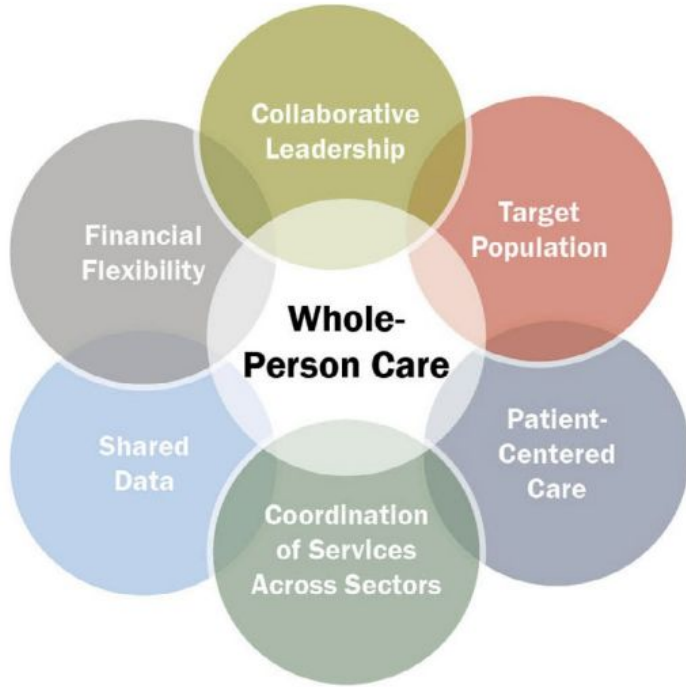 Collaborative
Leadership
Target
Population
Financial
Flexibility
Whole-
Person Care
Patient-
Centered
Care
Shared
Data
Coordination
of Services
Across Sectors